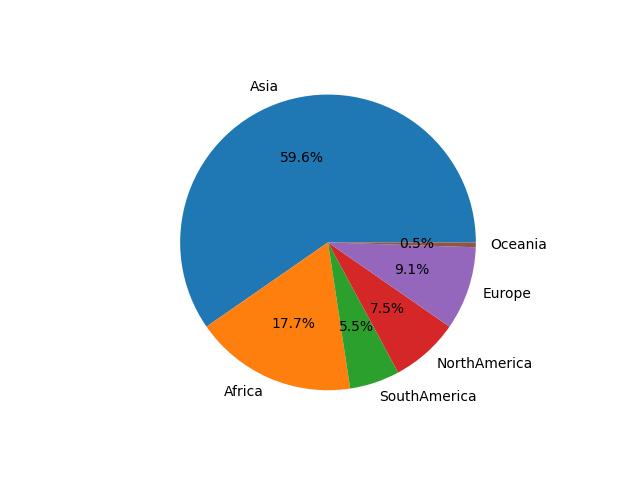 Asia
59.6%
0.5%
Oceania
9.1%
Europe
7.5%
17.7%
5.5%
NorthAmerica
Africa
SouthAmerica